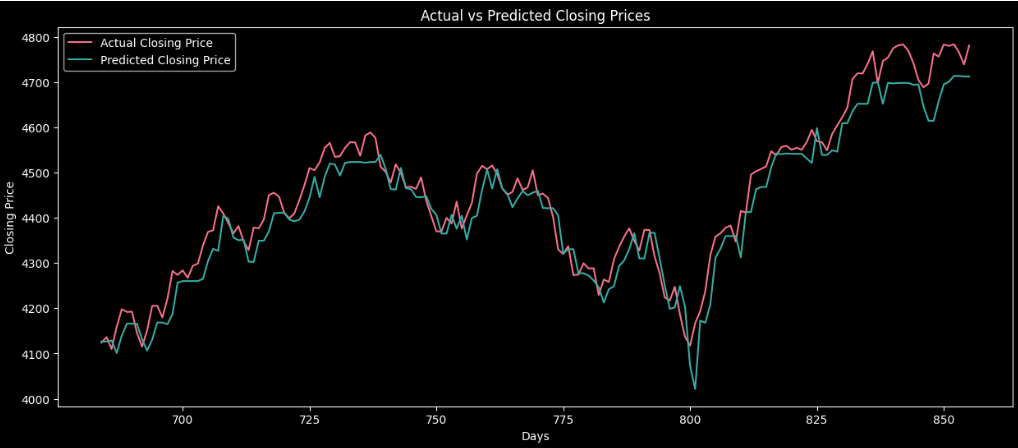 Actual vs Predicted Closing Prices
Actual Closing Price
Predicted Closing Price
Closing Price
4800
4700
4600
4500
4400
4300
4200
4100
4000
700 725 750 775 800 825 850
Days